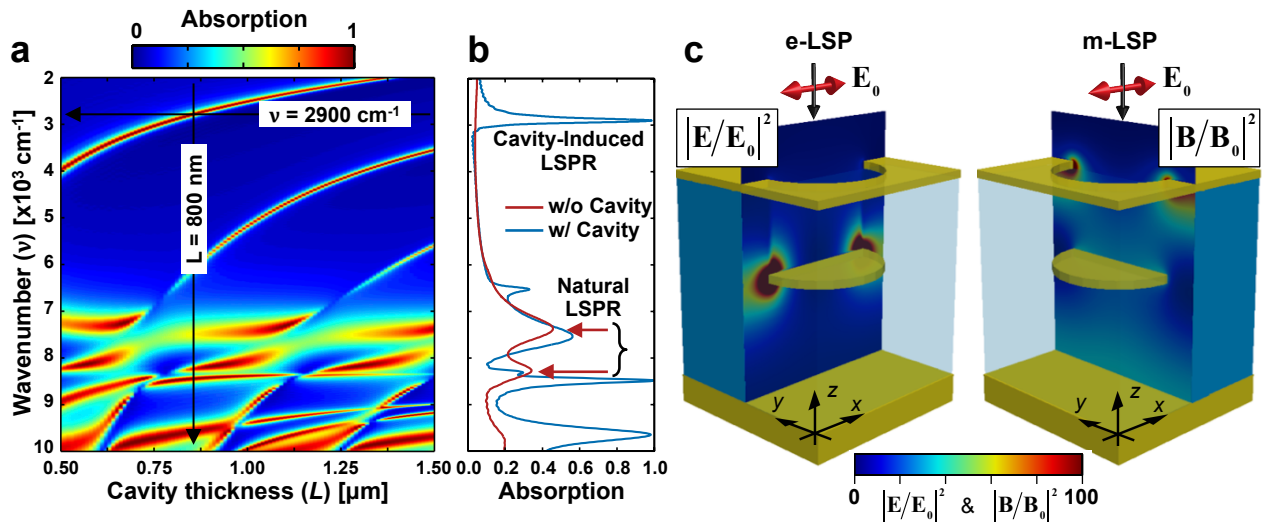 a
Absorption
0 1
2
3
4
5
6
7
8
9
10
Wavenumber (ν) [x10³ cm⁻¹]
ν = 2900 cm⁻¹
L = 800 nm
0.50 0.75 1.00 1.25 1.50
Cavity thickness (L) [µm]
b
Cavity-Induced
LSPR
w/o Cavity
w/ Cavity
Natural
LSPR
0.2 0.4 0.6 0.8 1.0
Absorption
c
e-LSP
E₀
|E/E₀|²
y z x
m-LSP
E₀
|B/B₀|²
y z x
0 |E/E₀|² & |B/B₀|² 100